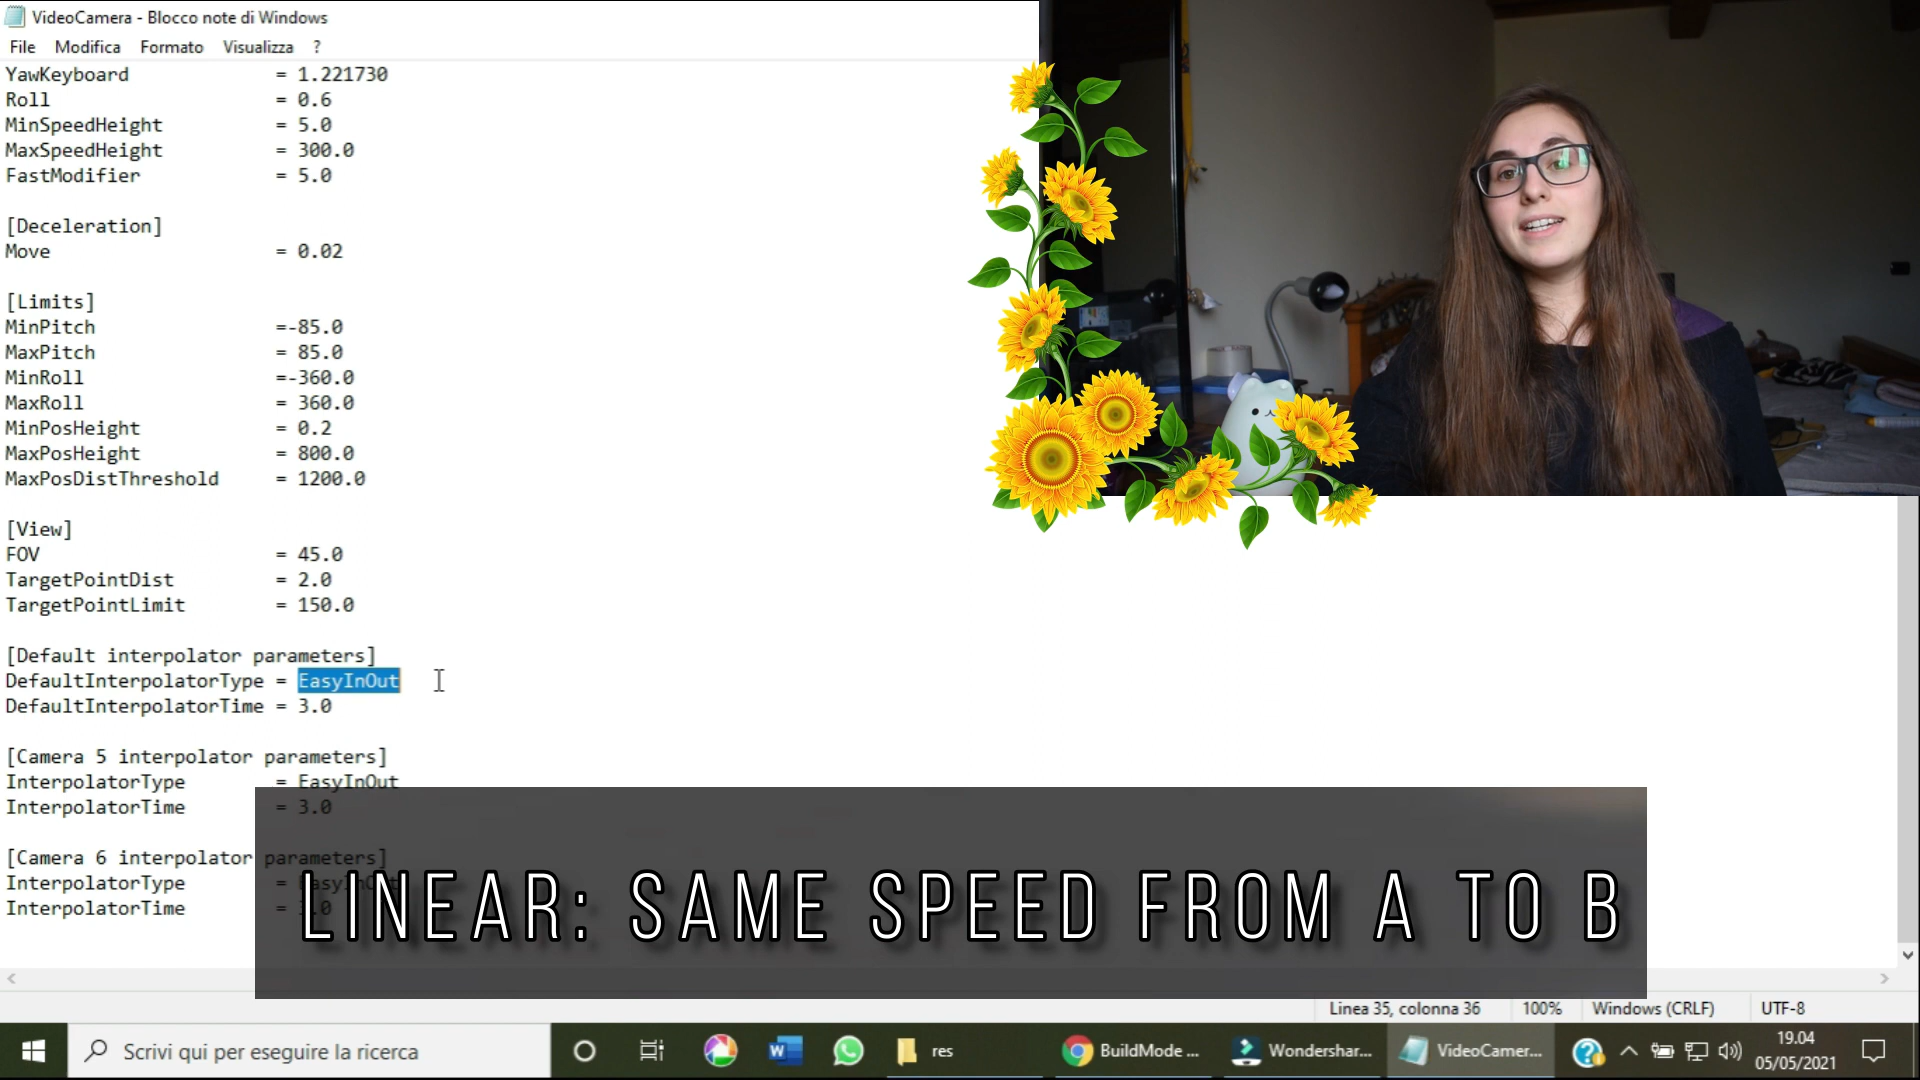 VideoCamera - Blocco note di Windows
File Modifica Formato Visualizza ?
YawKeyboard = 1.221730
Roll = 0.6
MinSpeedHeight = 5.0
MaxSpeedHeight = 300.0
FastModifier = 5.0
[Deceleration]
Move = 0.02
[Limits]
MinPitch =-85.0
MaxPitch = 85.0
MinRoll =-360.0
MaxRoll = 360.0
MinPosHeight = 0.2
MaxPosHeight = 800.0
MaxPosDistThreshold = 1200.0
[View]
FOV = 45.0
TargetPointDist = 2.0
TargetPointLimit = 150.0
[Default interpolator parameters]
DefaultInterpolatorType = EasyInOut
DefaultInterpolatorTime = 3.0
[Camera 5 interpolator parameters]
InterpolatorType = EasyInOut
InterpolatorTime = 3.0
[Camera 6 interpolator parameters]
InterpolatorType = EasyInOut
InterpolatorTime = 3.0
LINEAR: SAME SPEED FROM A TO B
Linea 35, colonna 36 100% Windows (CRLF) UTF-8
Scrivi qui per eseguire la ricerca
res
BuildMode ...
Wondershar...
VideoCamer...
19.04
05/05/2021